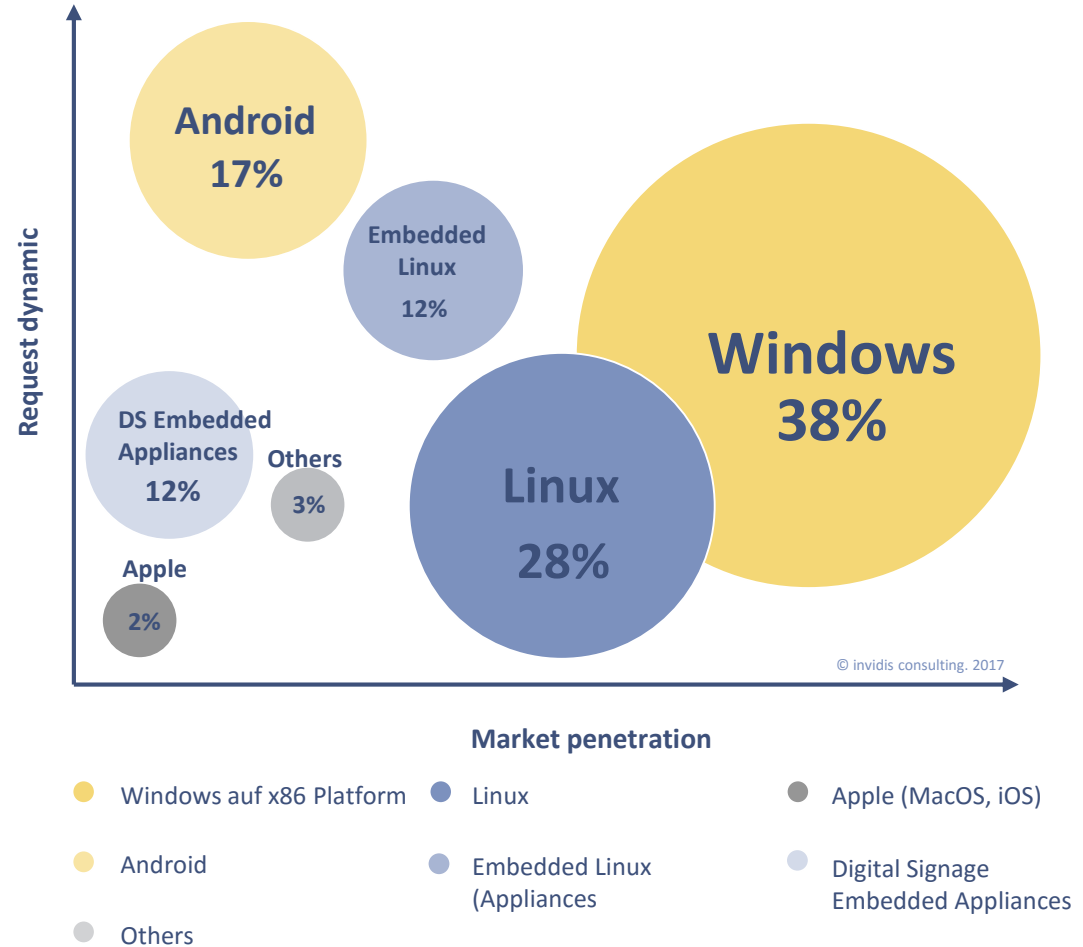 Android
17%
Embedded
Linux
12%
Windows
38%
Request dynamic
DS Embedded
Appliances
12%
Others
3%
Linux
28%
Apple
2%
© invidis consulting. 2017
Market penetration
Windows auf x86 Platform
Linux
Apple (MacOS, iOS)
Android
Embedded Linux
(Appliances
Digital Signage
Embedded Appliances
Others